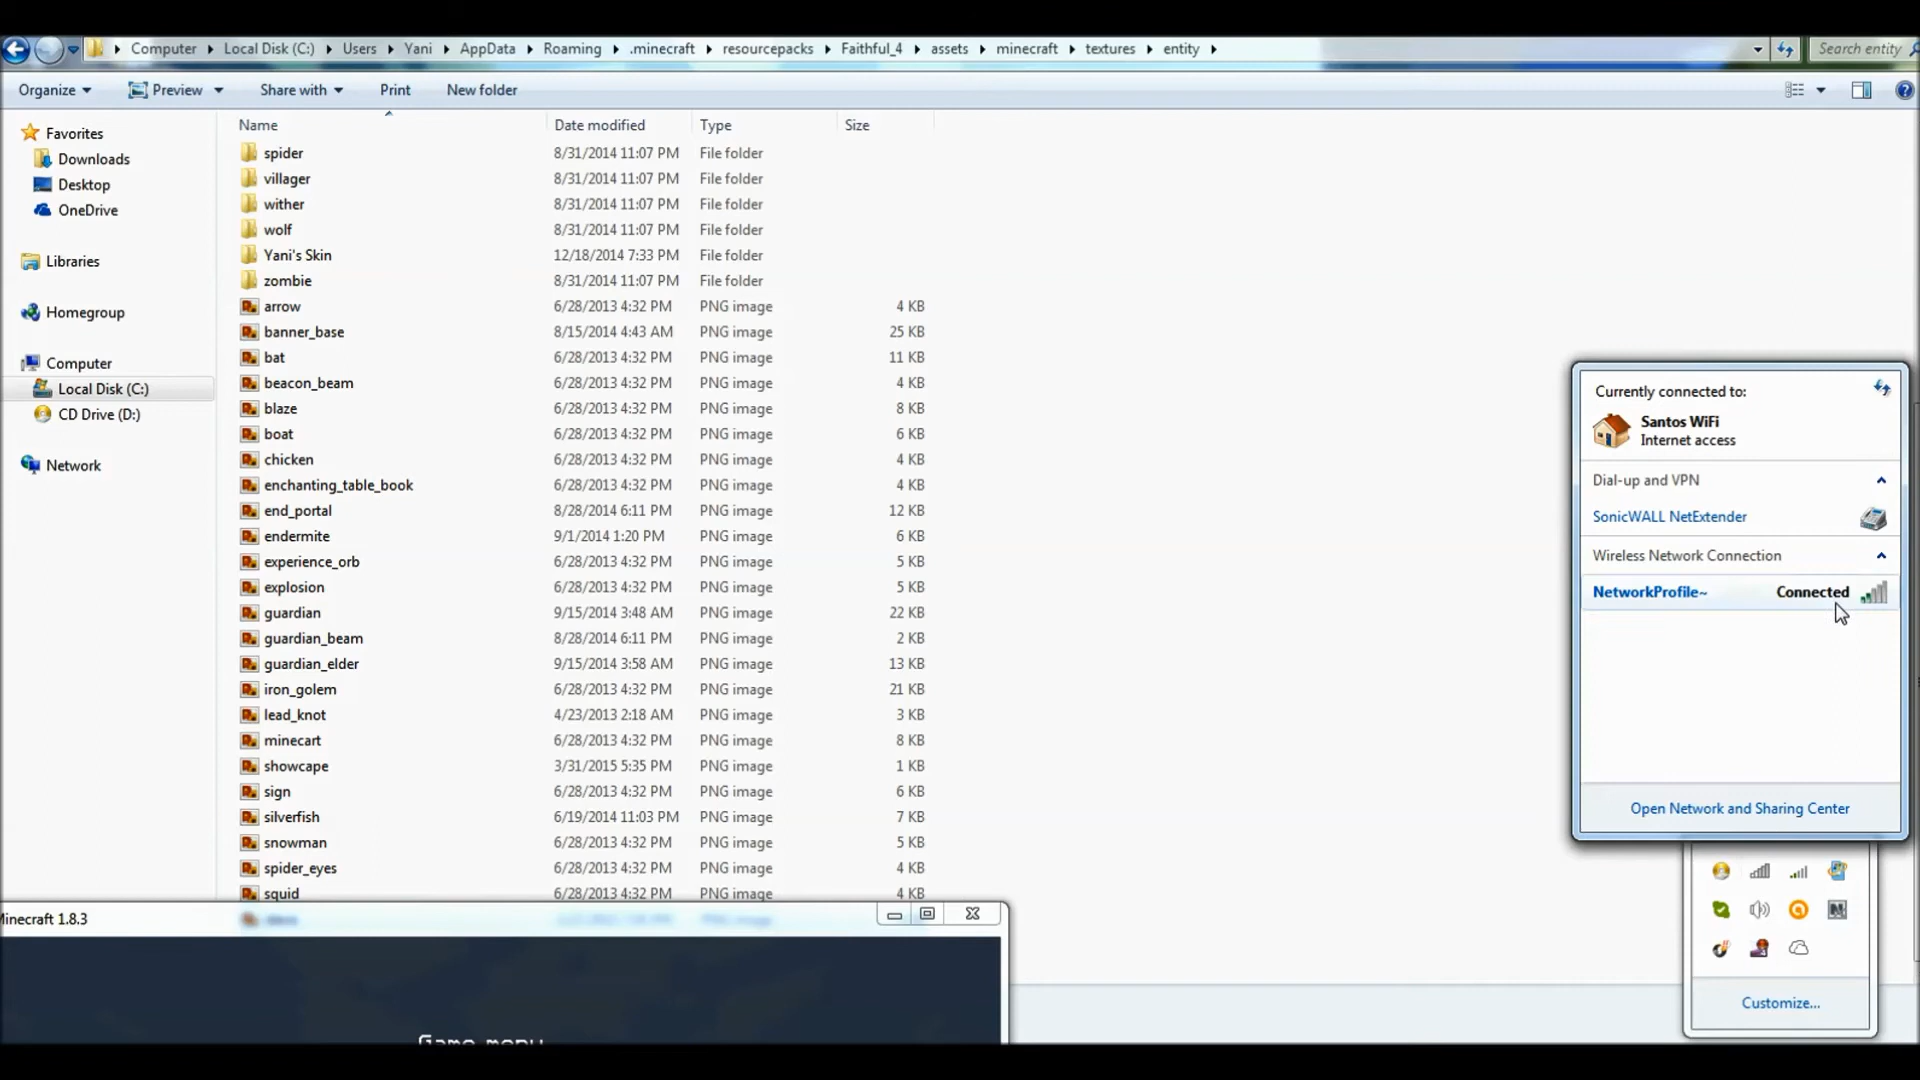 Computer Local Disk (C:) Users Yani AppData Roaming .minecraft resourcepacks Faithful_4 assets minecraft textures entity Search entity
Organize Preview Share with Print New folder
Name Date modified Type Size
Favorites
Downloads
Desktop
OneDrive
Libraries
Homegroup
Computer
Local Disk (C:)
CD Drive (D:)
Network
spider 8/31/2014 11:07 PM File folder
villager 8/31/2014 11:07 PM File folder
wither 8/31/2014 11:07 PM File folder
wolf 8/31/2014 11:07 PM File folder
Yani's Skin 12/18/2014 7:33 PM File folder
zombie 8/31/2014 11:07 PM File folder
arrow 6/28/2013 4:32 PM PNG image 4 KB
banner_base 8/15/2014 4:43 AM PNG image 25 KB
bat 6/28/2013 4:32 PM PNG image 11 KB
beacon_beam 6/28/2013 4:32 PM PNG image 4 KB
blaze 6/28/2013 4:32 PM PNG image 8 KB
boat 6/28/2013 4:32 PM PNG image 6 KB
chicken 6/28/2013 4:32 PM PNG image 4 KB
enchanting_table_book 6/28/2013 4:32 PM PNG image 4 KB
end_portal 8/28/2014 6:11 PM PNG image 12 KB
endermite 9/1/2014 1:20 PM PNG image 6 KB
experience_orb 6/28/2013 4:32 PM PNG image 5 KB
explosion 6/28/2013 4:32 PM PNG image 5 KB
guardian 9/15/2014 3:48 AM PNG image 22 KB
guardian_beam 8/28/2014 6:11 PM PNG image 2 KB
guardian_elder 9/15/2014 3:58 AM PNG image 13 KB
iron_golem 6/28/2013 4:32 PM PNG image 21 KB
lead_knot 4/23/2013 2:18 AM PNG image 3 KB
minecart 6/28/2013 4:32 PM PNG image 8 KB
showcape 3/31/2015 5:35 PM PNG image 1 KB
sign 6/28/2013 4:32 PM PNG image 6 KB
silverfish 6/19/2014 11:03 PM PNG image 7 KB
snowman 6/28/2013 4:32 PM PNG image 5 KB
spider_eyes 6/28/2013 4:32 PM PNG image 4 KB
squid 6/28/2013 4:32 PM PNG image 4 KB
Minecraft 1.8.3
Game menu
Currently connected to:
Santos WiFi
Internet access
Dial-up and VPN
SonicWALL NetExtender
Wireless Network Connection
NetworkProfile~ Connected
Open Network and Sharing Center
Customize...